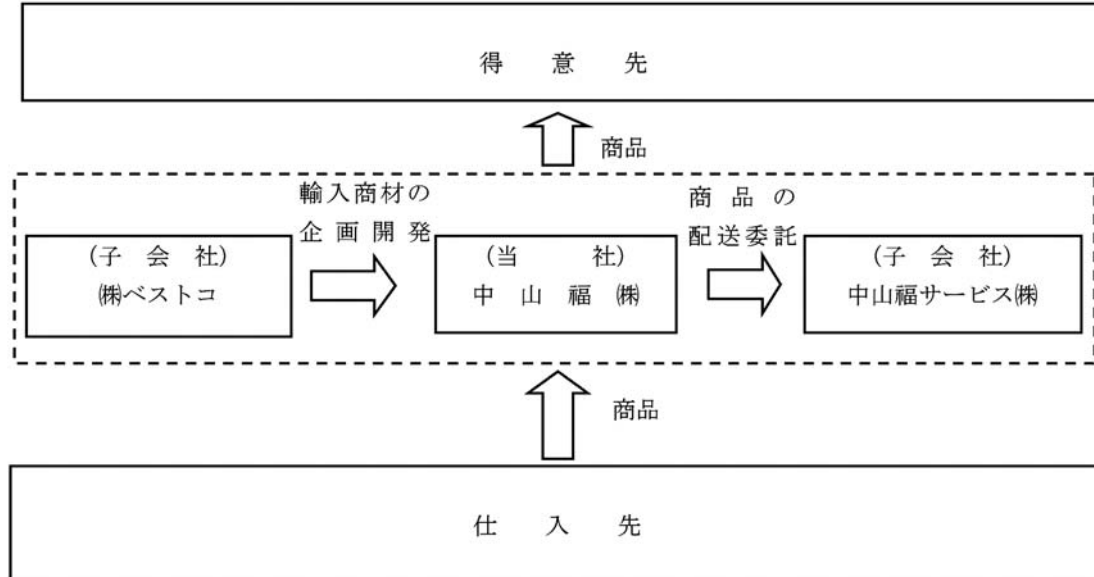 得意先
商品
輸入商材の
企画開発
商品の
配送委託
(子会社)
㈱ベストコ
(当社)
中山福㈱
(子会社)
中山福サービス㈱
商品
仕入先